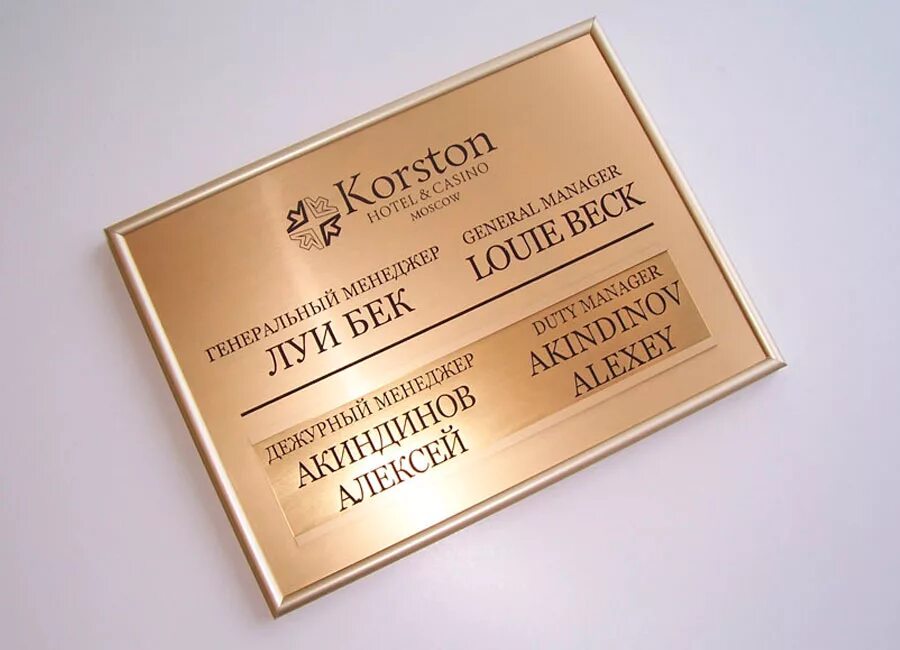 Korston
HOTEL & CASINO
MOSCOW
ГЕНЕРАЛЬНЫЙ МЕНЕДЖЕР
ЛУИ БЕК
GENERAL MANAGER
LOUIE BECK
ДЕЖУРНЫЙ МЕНЕДЖЕР
АКИНДИНОВ
АЛЕКСЕЙ
DUTY MANAGER
AKINDINOV
ALEXEY